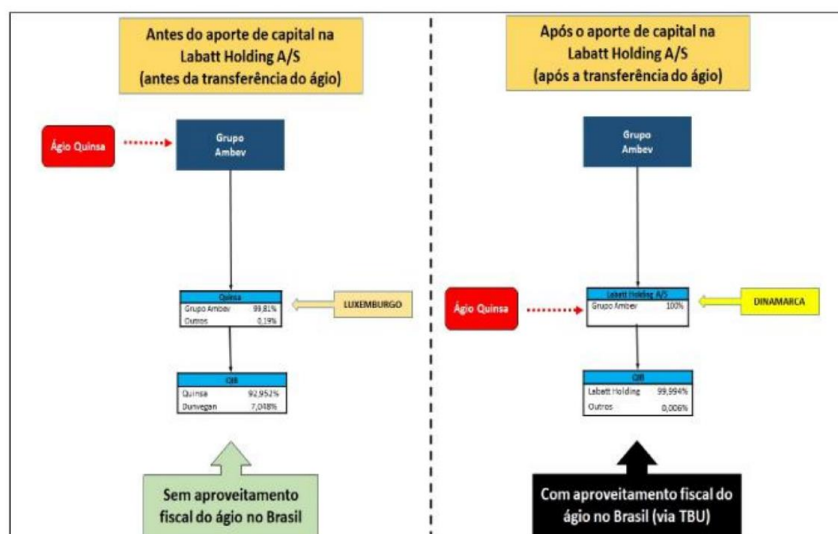 Antes do aporte de capital na
Labatt Holding A/S
(antes da transferência do ágio)
Ágio Quinsa
Grupo
Ambev
Quinsa
Grupo Ambev 99,81%
Outros 0,19%
LUXEMBURGO
QIB
Quinsa 92,952%
Dunvegan 7,048%
Sem aproveitamento
fiscal do ágio no Brasil
Após o aporte de capital na
Labatt Holding A/S
(após a transferência do ágio)
Grupo
Ambev
Ágio Quinsa
Labatt Holding A/S
Grupo Ambev 100%
DINAMARCA
QIB
Labatt Holding 99,994%
Outros 0,006%
Com aproveitamento fiscal do
ágio no Brasil (via TBU)